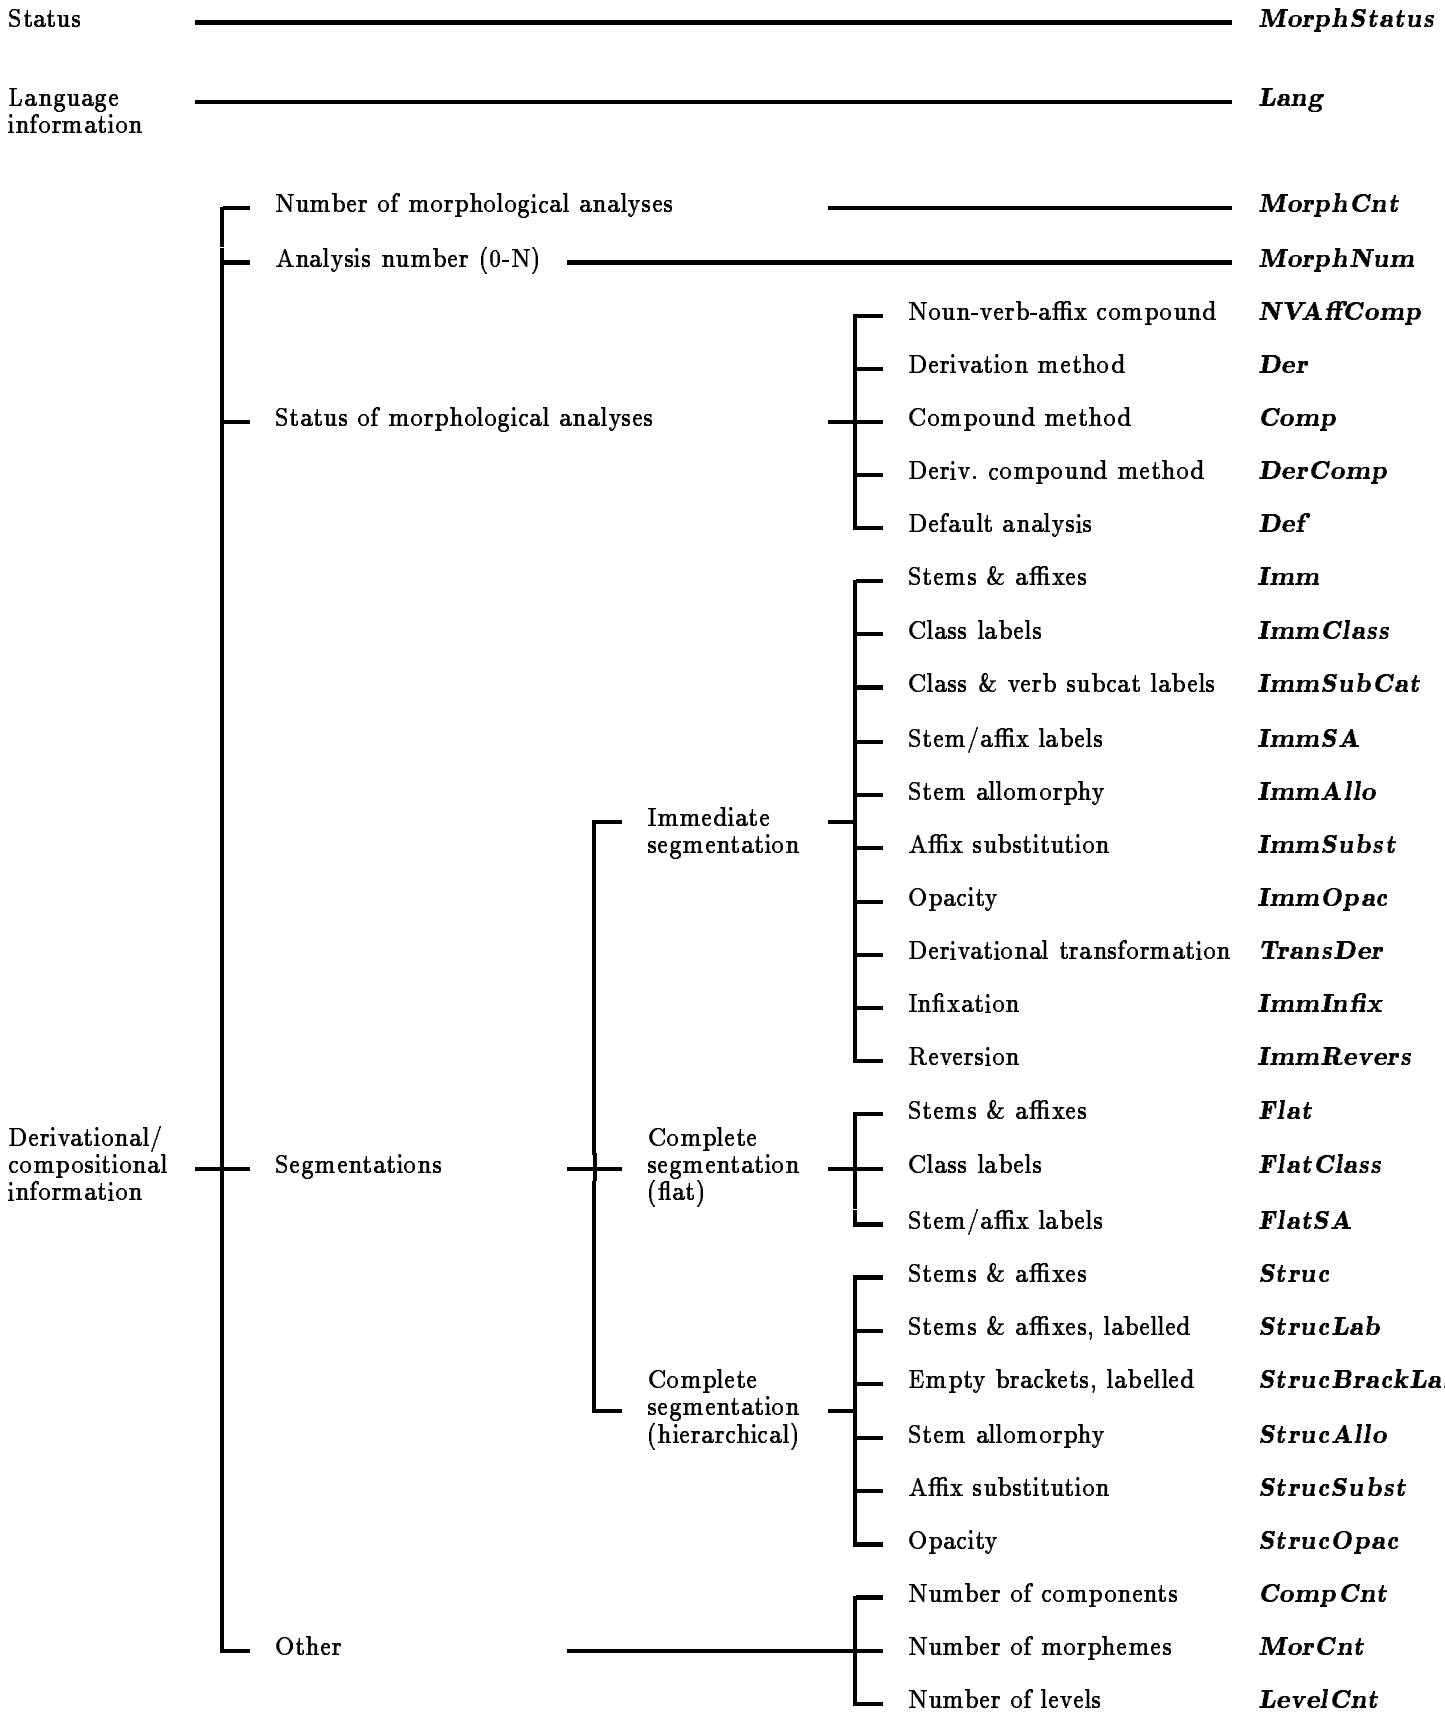 Status MorphStatus
Language Lang
information
Number of morphological analyses MorphCnt
Analysis number (0-N) MorphNum
Noun-verb-affix compound NVAffComp
Derivation method Der
Status of morphological analyses Compound method Comp
Deriv. compound method DerComp
Default analysis Def
Stems & affixes Imm
Class labels ImmClass
Class & verb subcat labels ImmSubCat
Stem/affix labels ImmSA
Stem allomorphy ImmAllo
Immediate
segmentation Affix substitution ImmSubst
Opacity ImmOpac
Derivational transformation TransDer
Infixation ImmInfix
Reversion ImmRevers
Stems & affixes Flat
Derivational/ Complete
compositional Segmentations segmentation Class labels FlatClass
information (flat)
Stem/affix labels FlatSA
Stems & affixes Struc
Stems & affixes, labelled StrucLab
Complete Empty brackets, labelled StrucBrackLa
segmentation
(hierarchical) Stem allomorphy StrucAllo
Affix substitution StrucSubst
Opacity StrucOpac
Number of components CompCnt
Other Number of morphemes MorCnt
Number of levels LevelCnt